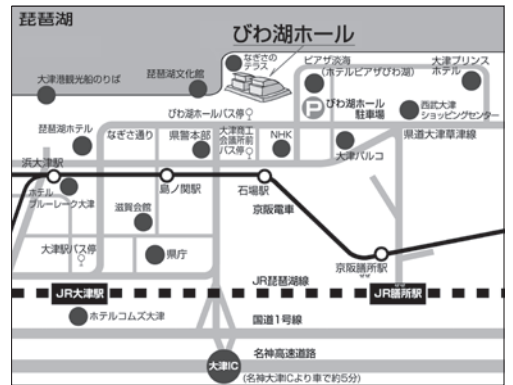 琵琶湖
びわ湖ホール
なぎさの
テラス
ピアザ淡海
(ホテルピアザびわ湖)
大津プリンス
ホテル
大津港観光船のりば
琵琶湖文化館
P
びわ湖ホール
駐車場
西武大津
ショッピングセンター
びわ湖ホールバス停
琵琶湖ホテル
なぎさ通り
県警本部
大津商工
会議所前
バス停
NHK
大津パルコ
県道大津草津線
浜大津駅
島ノ関駅
石場駅
ホテル
ブルーレーク大津
滋賀会館
京阪電車
大津駅バス停
県庁
京阪膳所駅
JR琵琶湖線
JR大津駅
JR膳所駅
ホテルコムズ大津
国道1号線
名神高速道路
大津IC
(名神大津ICより車で約5分)